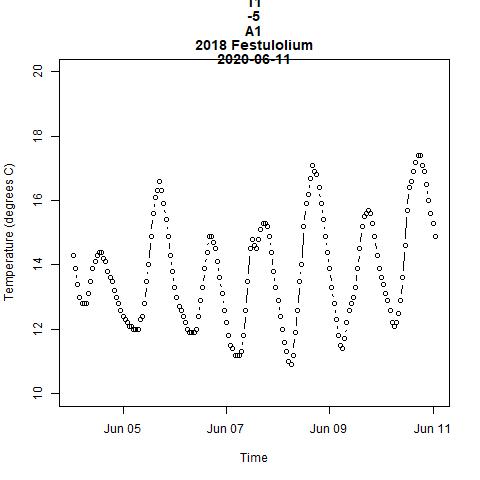 T1
-5
A1
2018 Festulolium
2020-06-11
20
18
16
14
12
10
Temperature (degrees C)
Jun 05
Jun 07
Jun 09
Jun 11
Time